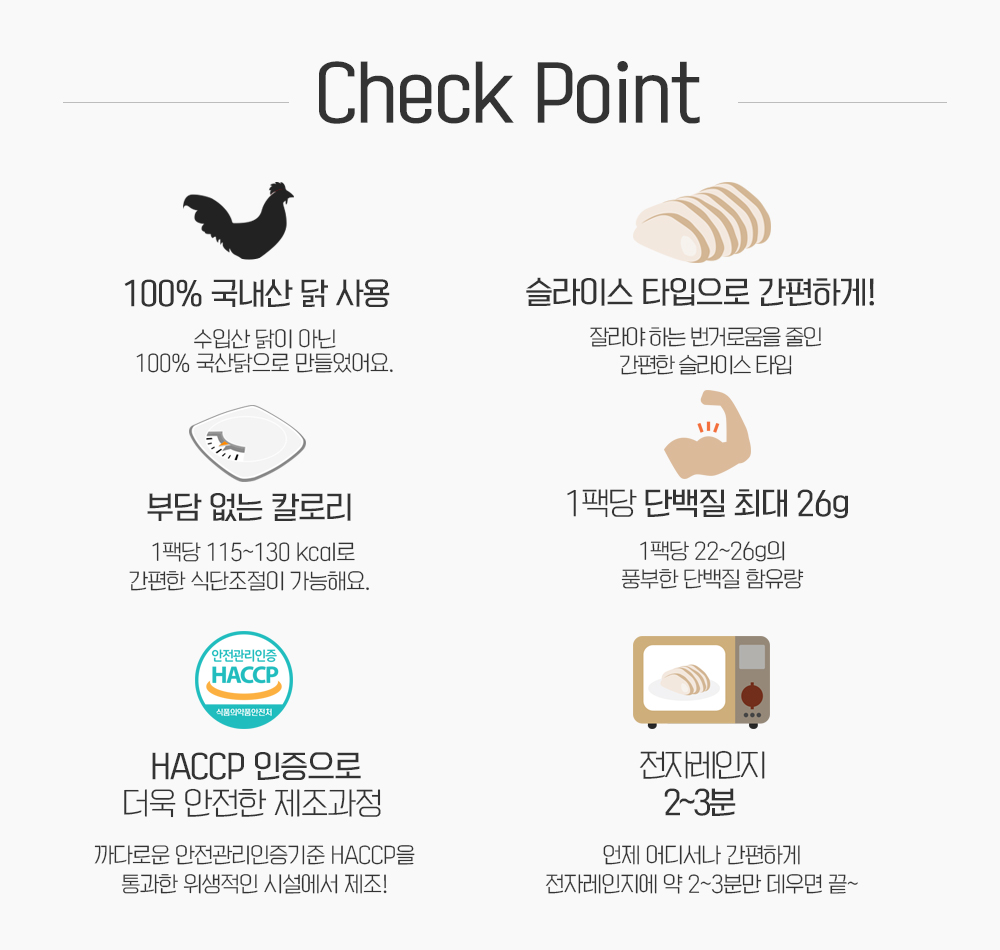 Check Point
100% 국내산 닭 사용
수입산 닭이 아닌
100% 국산닭으로 만들었어요.
슬라이스 타입으로 간편하게!
잘라야 하는 번거로움을 줄인
간편한 슬라이스 타입
부담 없는 칼로리
1팩당 115~130 kcal로
간편한 식단조절이 가능해요.
1팩당 단백질 최대 26g
1팩당 22~26g의
풍부한 단백질 함유량
안전관리인증
HACCP
식품의약품안전처
HACCP 인증으로
더욱 안전한 제조과정
까다로운 안전관리인증기준 HACCP을
통과한 위생적인 시설에서 제조!
전자레인지
2~3분
언제 어디서나 간편하게
전자레인지에 약 2~3분만 데우면 끝~